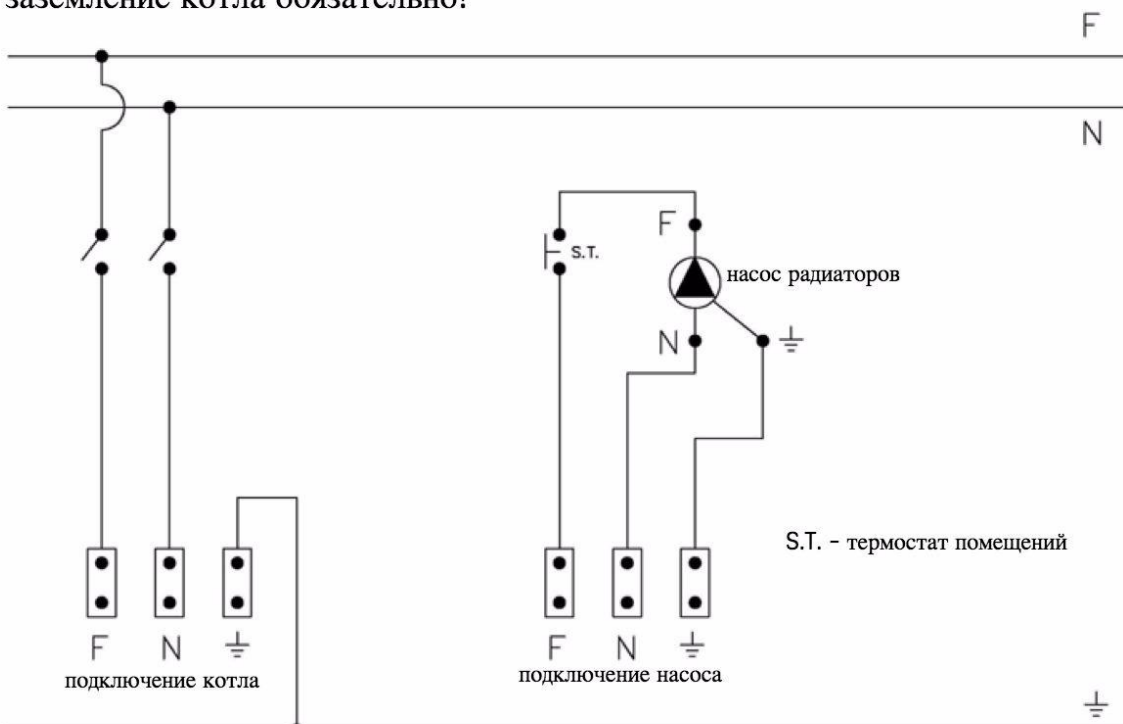 заземление котла обязательно!
F
N
F
S.T.
насос радиаторов
N
S.T. - термостат помещений
F N
подключение котла
F N
подключение насоса